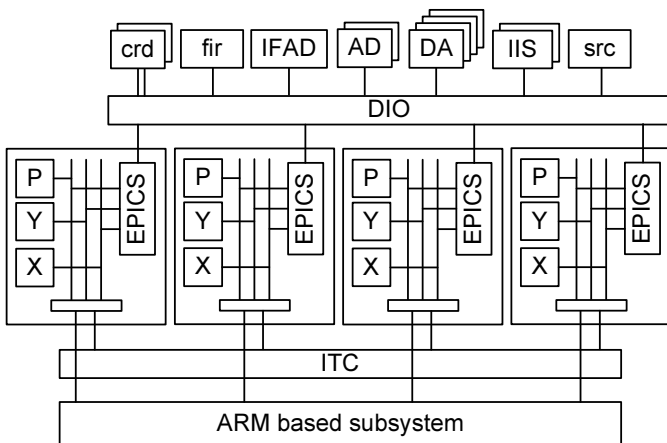 crd fir IFAD AD DA IIS src
DIO
P EPICS P EPICS P EPICS P EPICS
Y Y Y Y
X X X X
ITC
ARM based subsystem